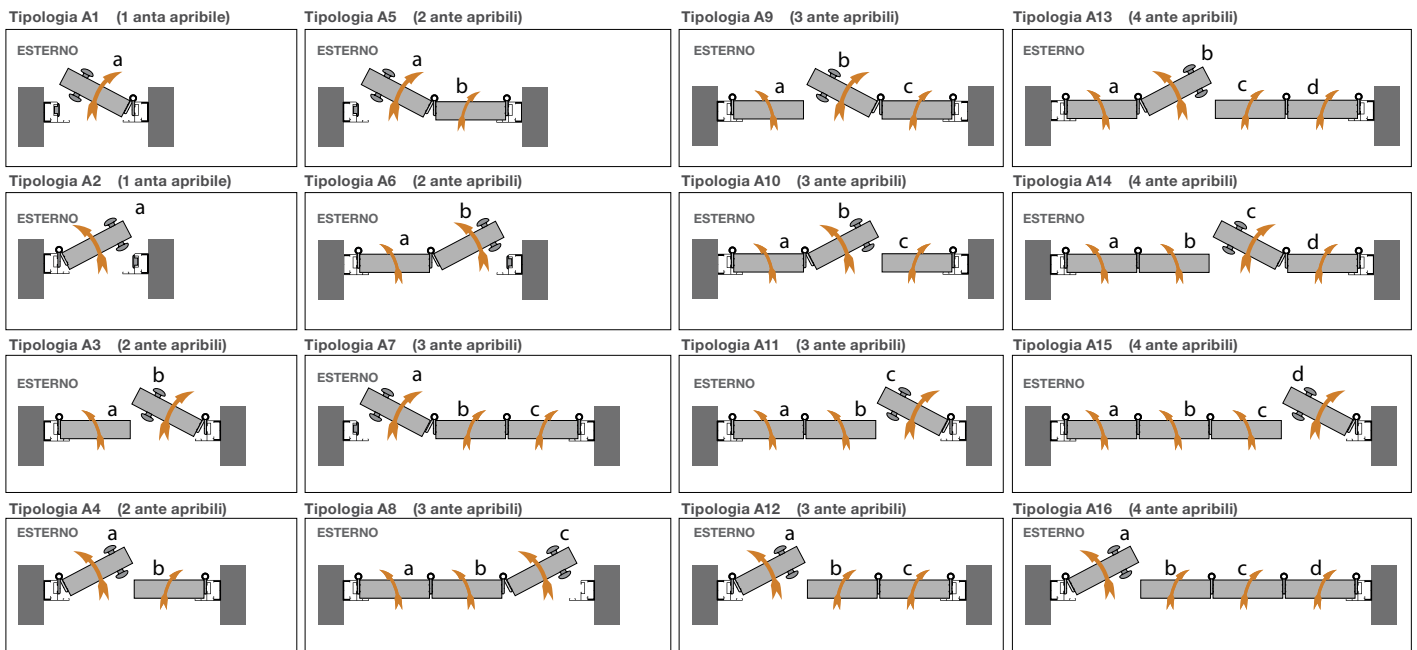 Tipologia A1 (1 anta apribile)
ESTERNO
a
Tipologia A5 (2 ante apribili)
ESTERNO
a
b
Tipologia A9 (3 ante apribili)
ESTERNO
a
b
c
Tipologia A13 (4 ante apribili)
ESTERNO
a
b
c
d
Tipologia A2 (1 anta apribile)
ESTERNO
a
Tipologia A6 (2 ante apribili)
ESTERNO
a
b
Tipologia A10 (3 ante apribili)
ESTERNO
a
b
c
Tipologia A14 (4 ante apribili)
ESTERNO
a
b
c
d
Tipologia A3 (2 ante apribili)
ESTERNO
a
b
Tipologia A7 (3 ante apribili)
ESTERNO
a
b
c
Tipologia A11 (3 ante apribili)
ESTERNO
a
b
c
Tipologia A15 (4 ante apribili)
ESTERNO
a
b
c
d
Tipologia A4 (2 ante apribili)
ESTERNO
a
b
Tipologia A8 (3 ante apribili)
ESTERNO
a
b
c
Tipologia A12 (3 ante apribili)
ESTERNO
a
b
c
Tipologia A16 (4 ante apribili)
ESTERNO
a
b
c
d